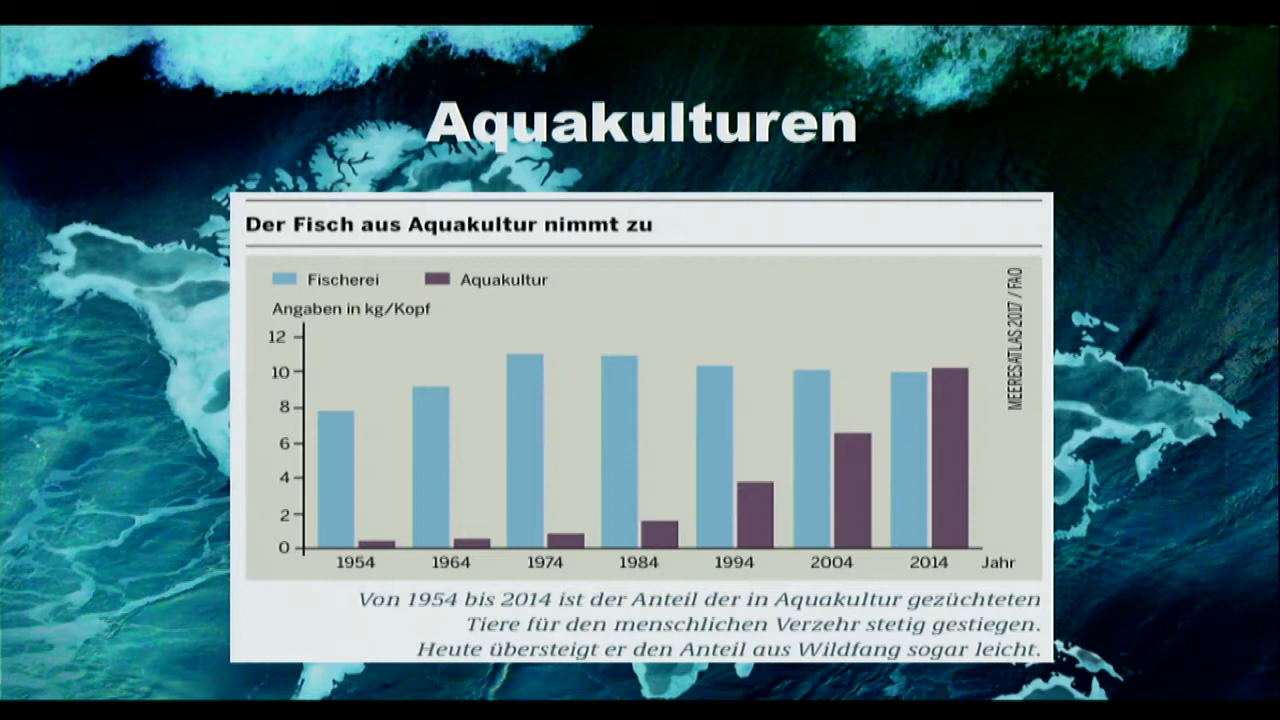 Aquakulturen
Der Fisch aus Aquakultur nimmt zu
Fischerei
Aquakultur
Angaben in kg/Kopf
12
10
8
6
4
2
0
1954 1964 1974 1984 1994 2004 2014 Jahr
MEERESATLAS 2017 / FAO
Von 1954 bis 2014 ist der Anteil der in Aquakultur gezüchteten
Tiere für den menschlichen Verzehr stetig gestiegen.
Heute übersteigt er den Anteil aus Wildfang sogar leicht.